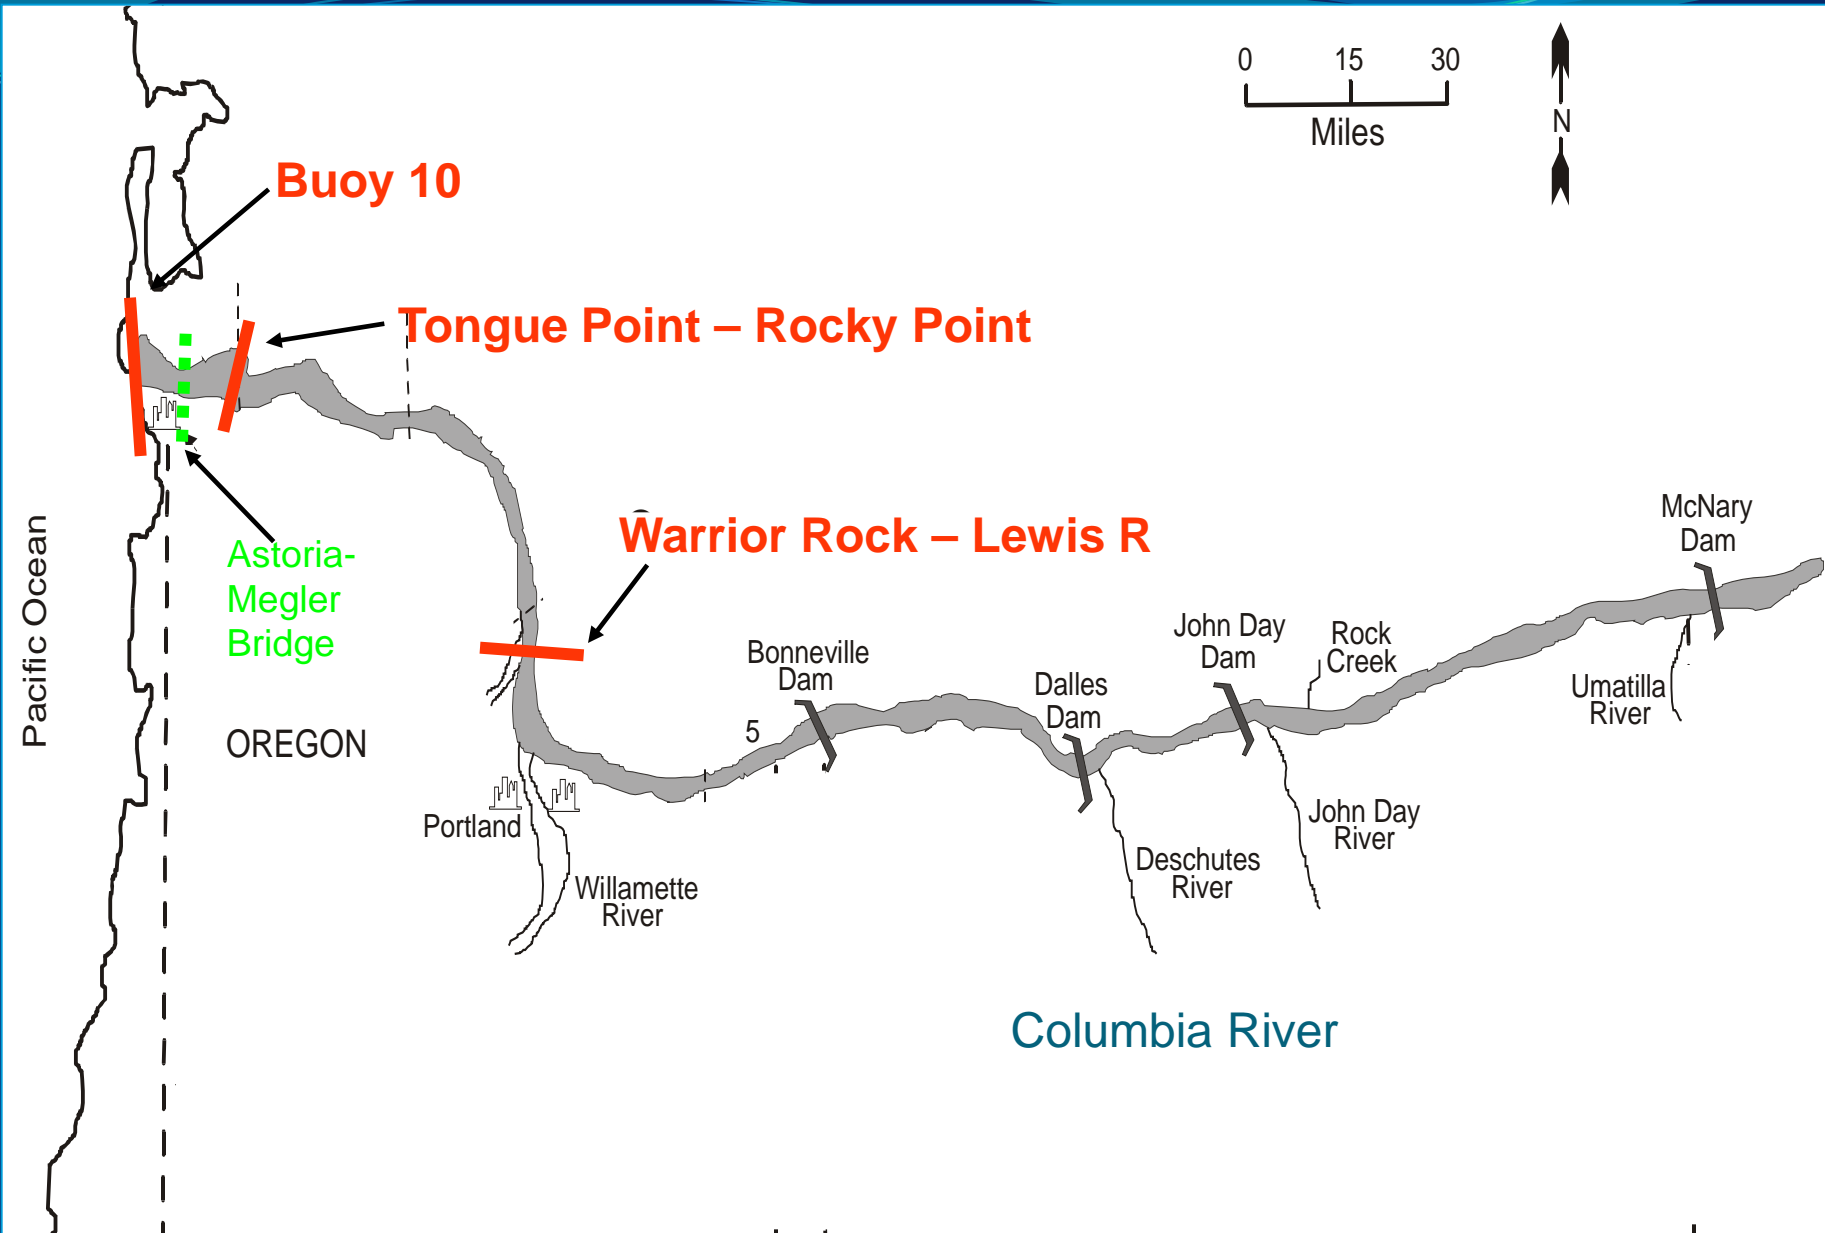 0 15 30
Miles
N
Buoy 10
Tongue Point – Rocky Point
Warrior Rock – Lewis R
Astoria-
Megler
Bridge
Pacific Ocean
OREGON
Portland
Willamette
River
5
Bonneville
Dam
Dalles
Dam
John Day
Dam
Rock
Creek
McNary
Dam
Umatilla
River
John Day
River
Deschutes
River
Columbia River